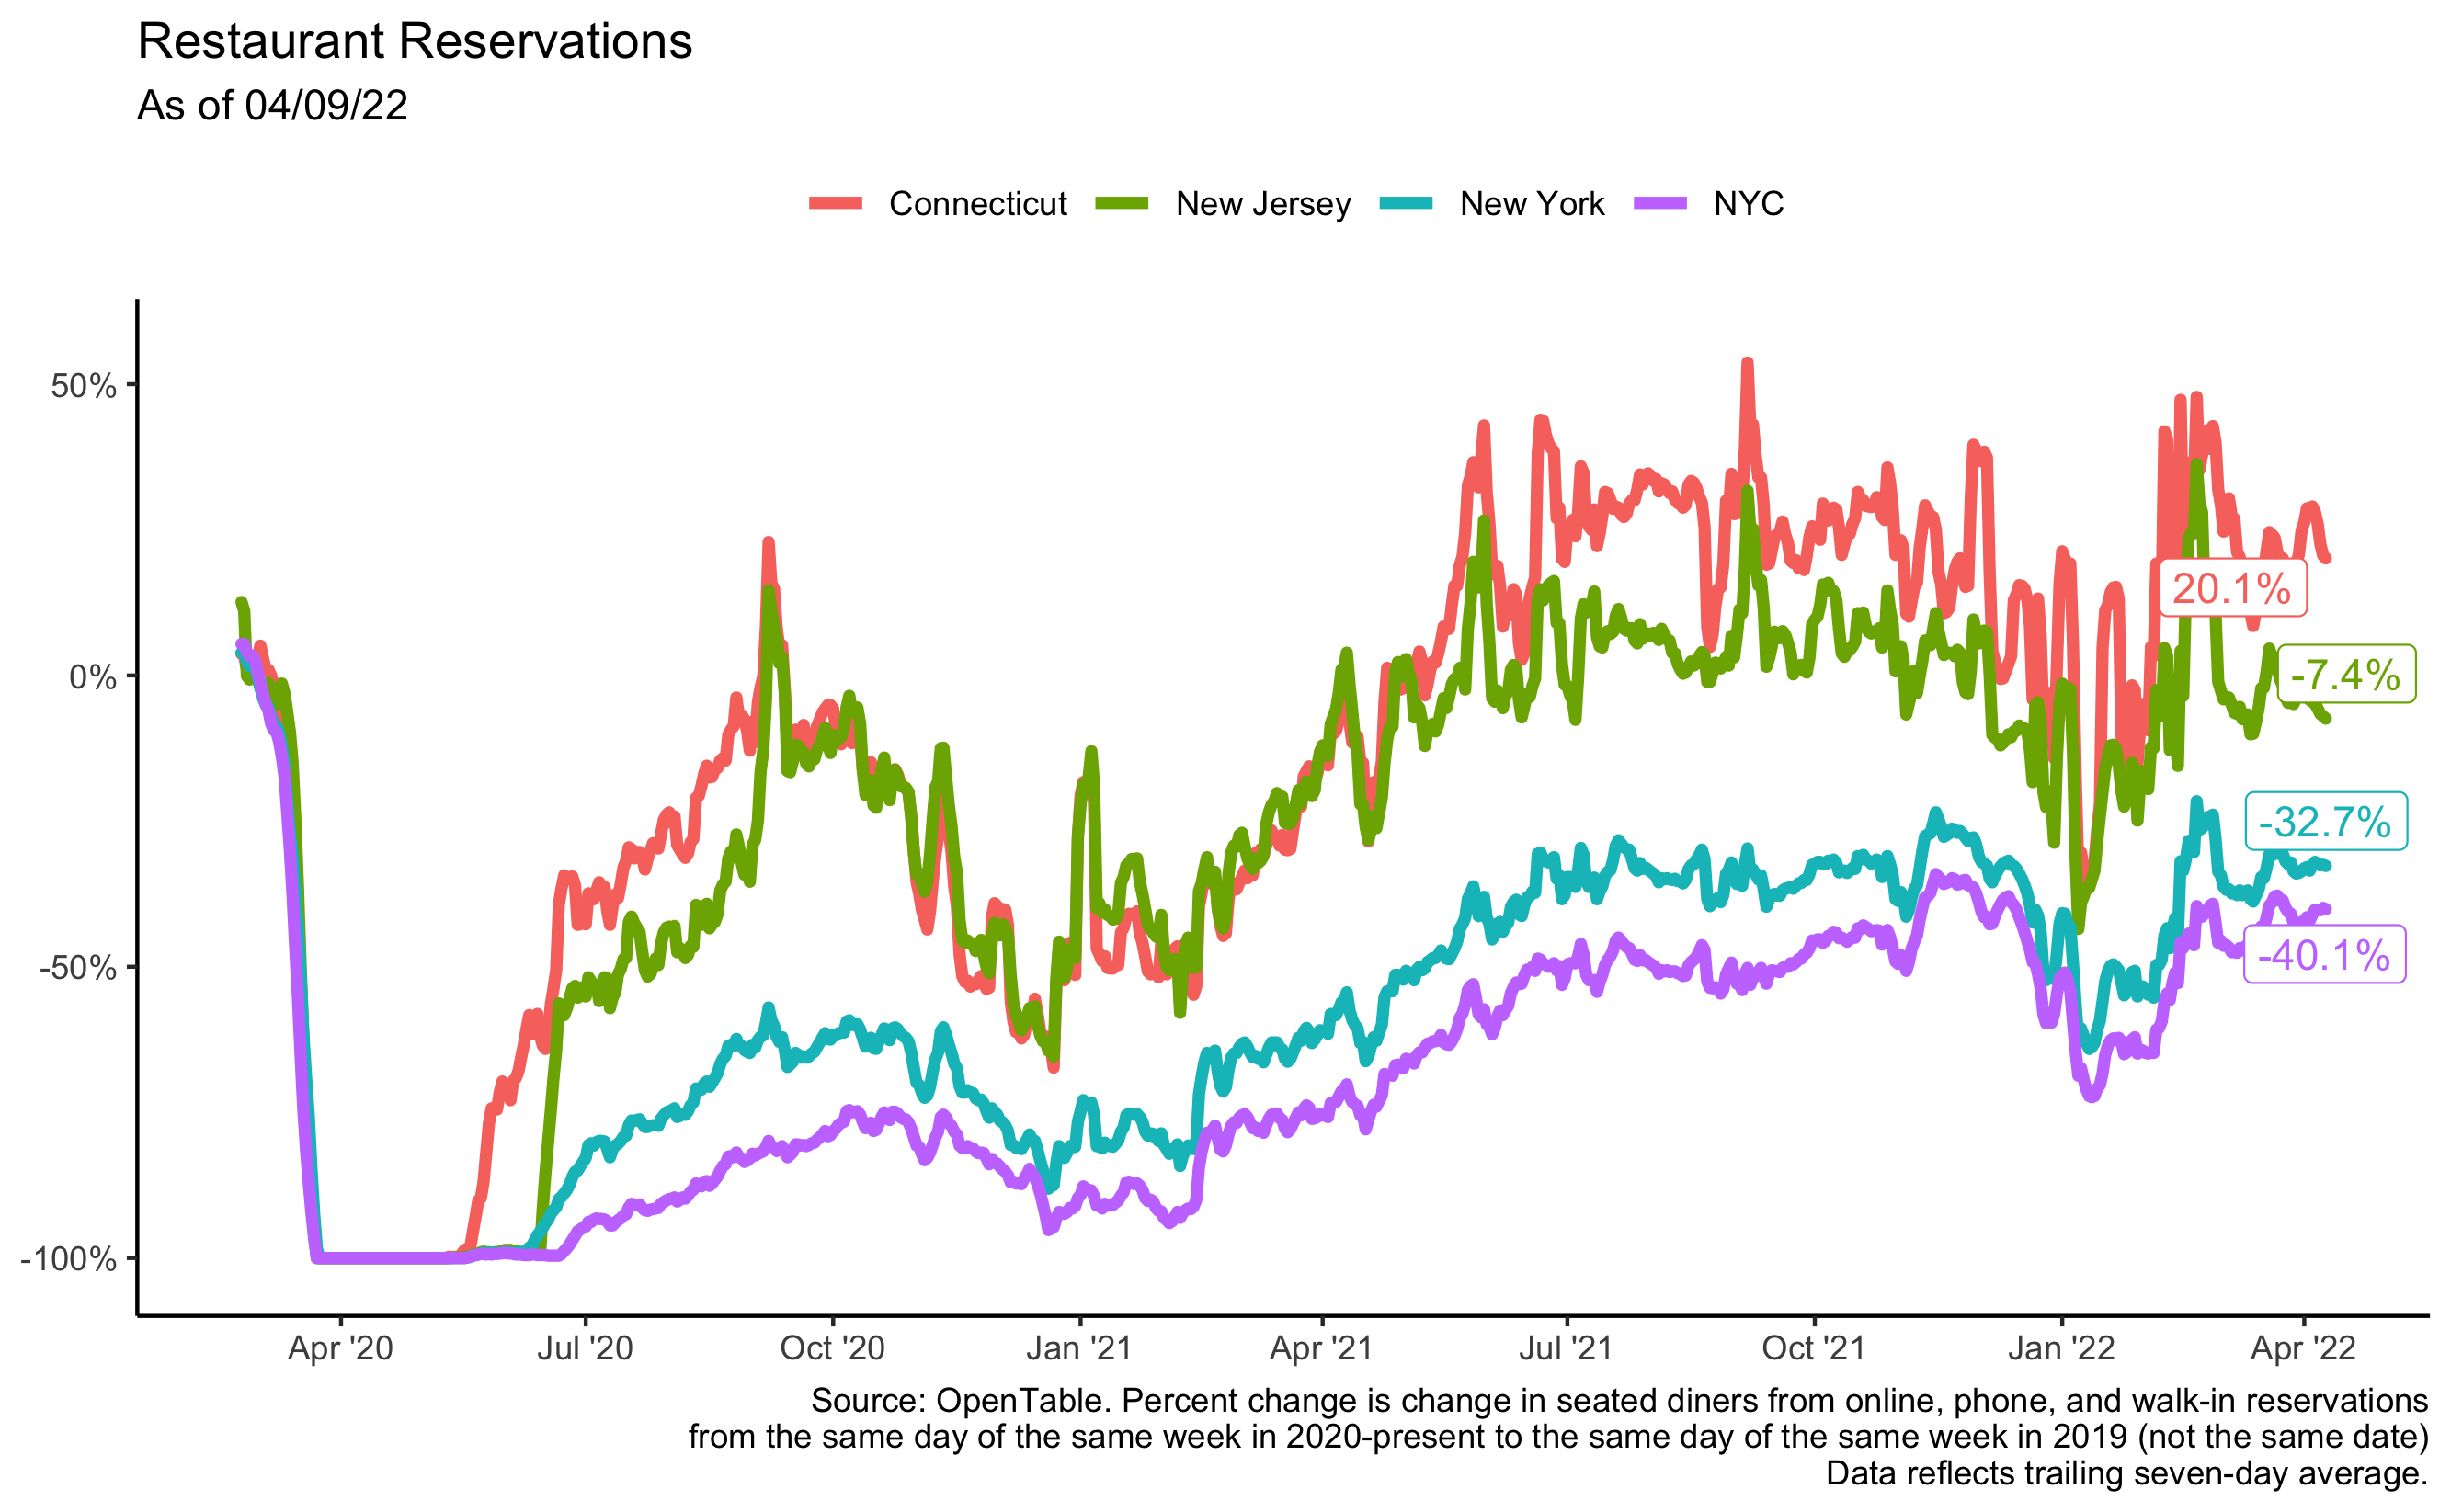 Restaurant Reservations
As of 04/09/22
Connecticut New Jersey New York NYC
50%
0%
-50%
-100%
20.1%
-7.4%
-32.7%
-40.1%
Apr '20 Jul '20 Oct '20 Jan '21 Apr '21 Jul '21 Oct '21 Jan '22 Apr '22
Source: OpenTable. Percent change is change in seated diners from online, phone, and walk-in reservations
from the same day of the same week in 2020-present to the same day of the same week in 2019 (not the same date)
Data reflects trailing seven-day average.